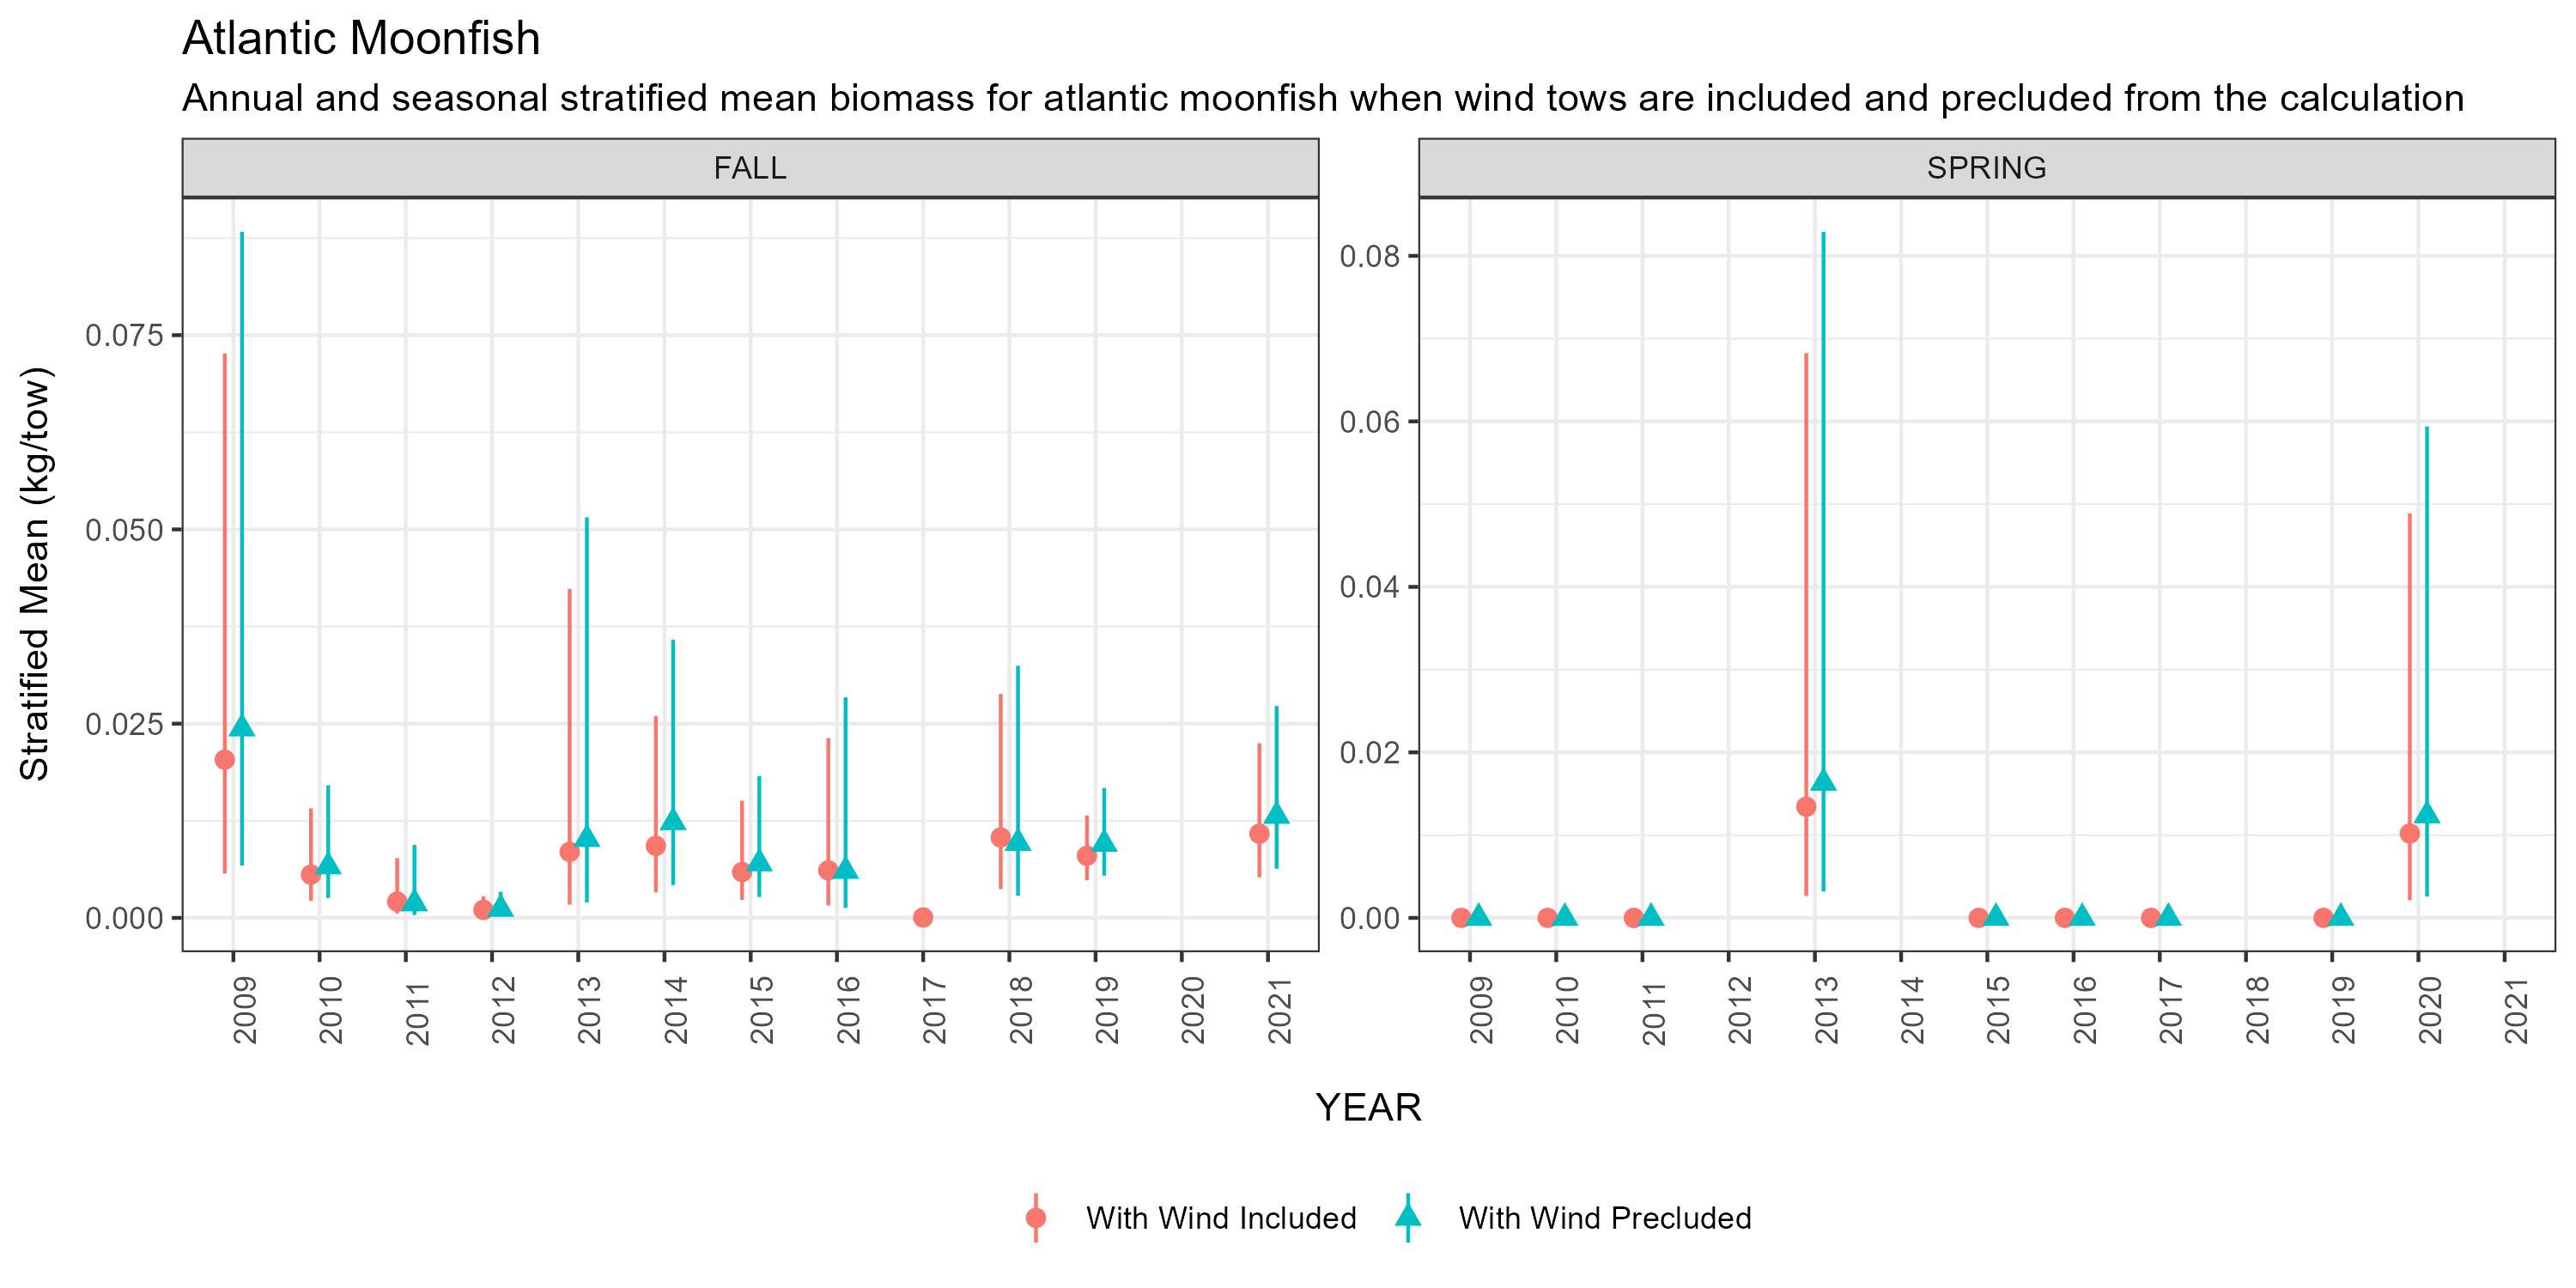 Atlantic Moonfish
Annual and seasonal stratified mean biomass for atlantic moonfish when wind tows are included and precluded from the calculation
FALL
SPRING
Stratified Mean (kg/tow)
0.075
0.050
0.025
0.000
0.08
0.06
0.04
0.02
0.00
2009 2010 2011 2012 2013 2014 2015 2016 2017 2018 2019 2020 2021
2009 2010 2011 2012 2013 2014 2015 2016 2017 2018 2019 2020 2021
YEAR
With Wind Included
With Wind Precluded